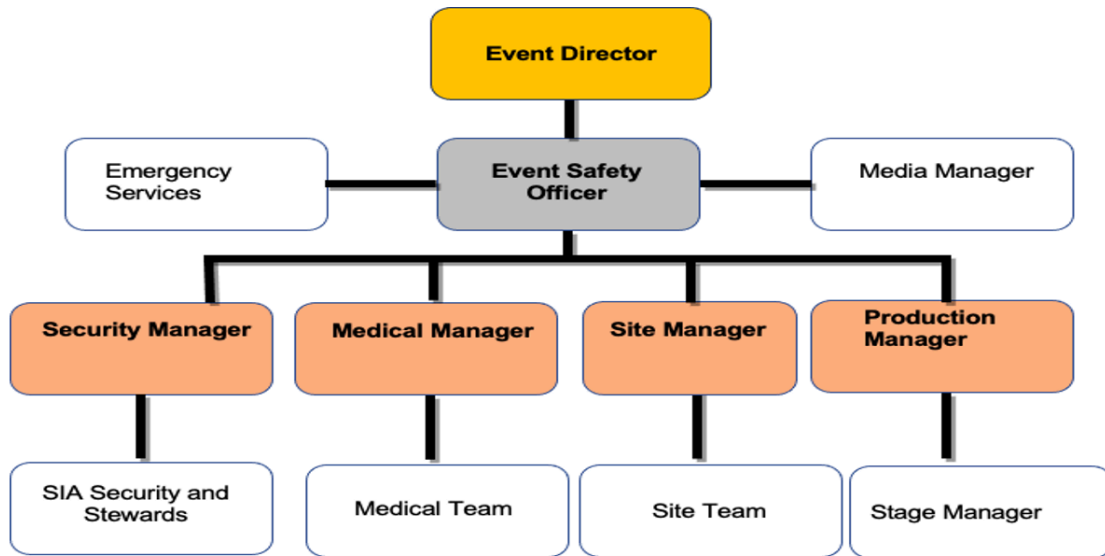 Event Director
Emergency
Services
Event Safety
Officer
Media Manager
Security Manager
Medical Manager
Site Manager
Production
Manager
SIA Security and
Stewards
Medical Team
Site Team
Stage Manager